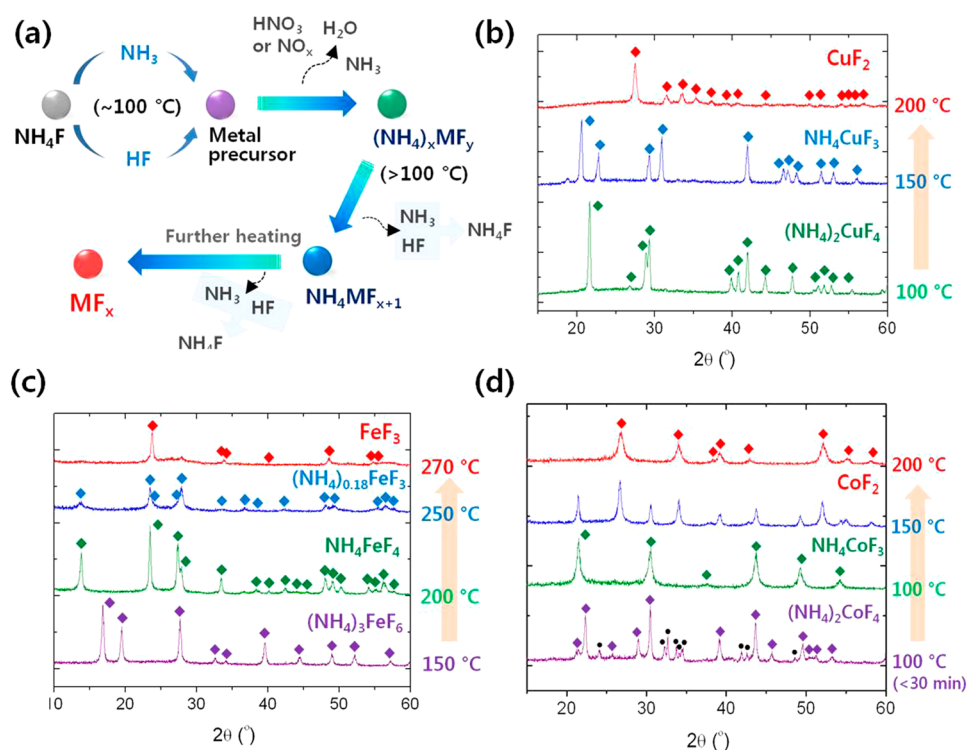 (a)
NH3
HNO3
or NOx
H2O
NH3
(~100 °C)
NH4F
HF
Metal
precursor
(NH4)xMFy
(>100 °C)
NH3
HF
NH4F
Further heating
MFx
NH3
HF
NH4MFx+1
NH4F
(b)
CuF2
200 °C
NH4CuF3
150 °C
(NH4)2CuF4
100 °C
20
30
40
50
60
2θ (°)
(c)
FeF3
270 °C
(NH4)0.18FeF3
250 °C
NH4FeF4
200 °C
(NH4)3FeF6
150 °C
10
20
30
40
50
60
2θ (°)
(d)
200 °C
CoF2
150 °C
NH4CoF3
100 °C
(NH4)2CoF4
100 °C
(<30 min)
20
30
40
50
60
2θ (°)